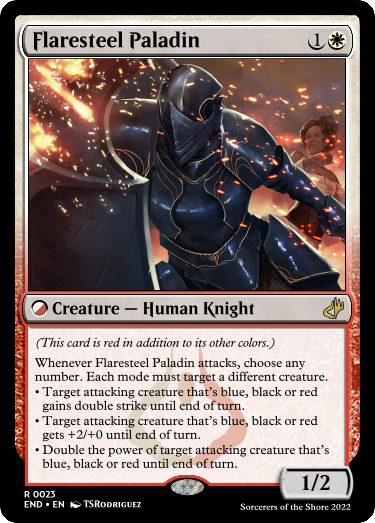 Flaresteel Paladin 1
Creature — Human Knight
(This card is red in addition to its other colors.)
Whenever Flaresteel Paladin attacks, choose any
number. Each mode must target a different creature.
• Target attacking creature that's blue, black or red
gains double strike until end of turn.
• Target attacking creature that's blue, black or red
gets +2/+0 until end of turn.
• Double the power of target attacking creature that's
blue, black or red until end of turn.
1/2
R 0023
END • EN TSRodriguez
Sorcerers of the Shore 2022